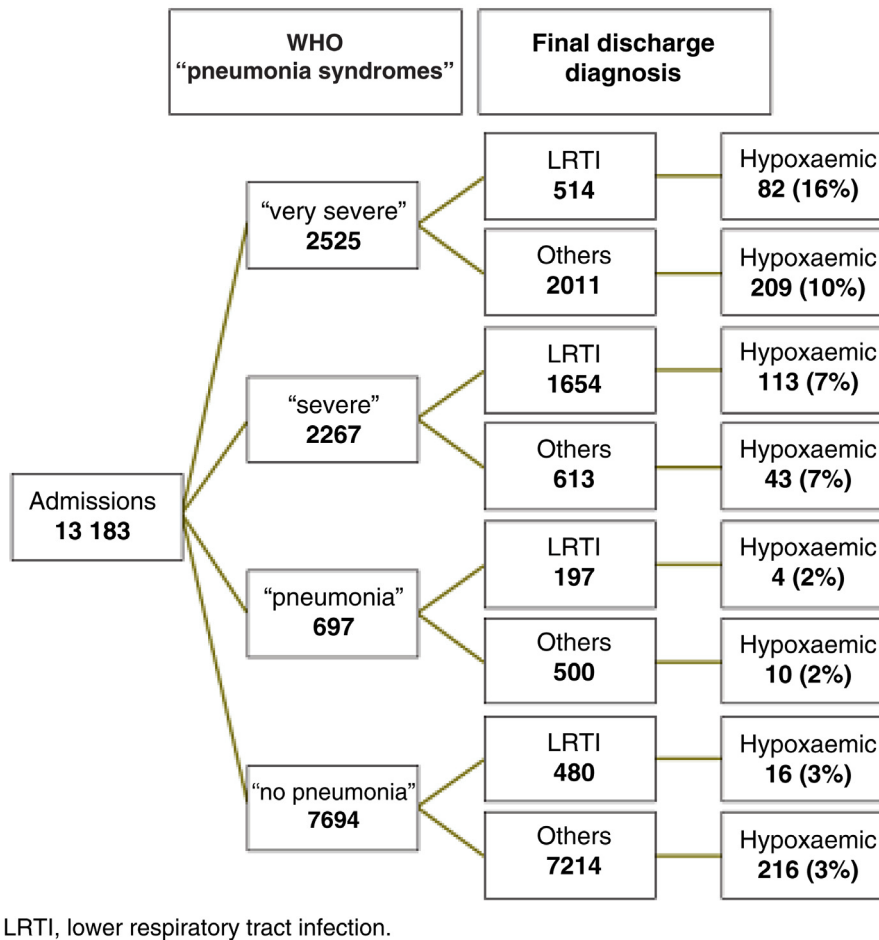 WHO
“pneumonia syndromes”
Final discharge
diagnosis
Admissions
13 183
“very severe”
2525
LRTI
514
Hypoxaemic
82 (16%)
Others
2011
Hypoxaemic
209 (10%)
“severe”
2267
LRTI
1654
Hypoxaemic
113 (7%)
Others
613
Hypoxaemic
43 (7%)
“pneumonia”
697
LRTI
197
Hypoxaemic
4 (2%)
Others
500
Hypoxaemic
10 (2%)
“no pneumonia”
7694
LRTI
480
Hypoxaemic
16 (3%)
Others
7214
Hypoxaemic
216 (3%)
LRTI, lower respiratory tract infection.